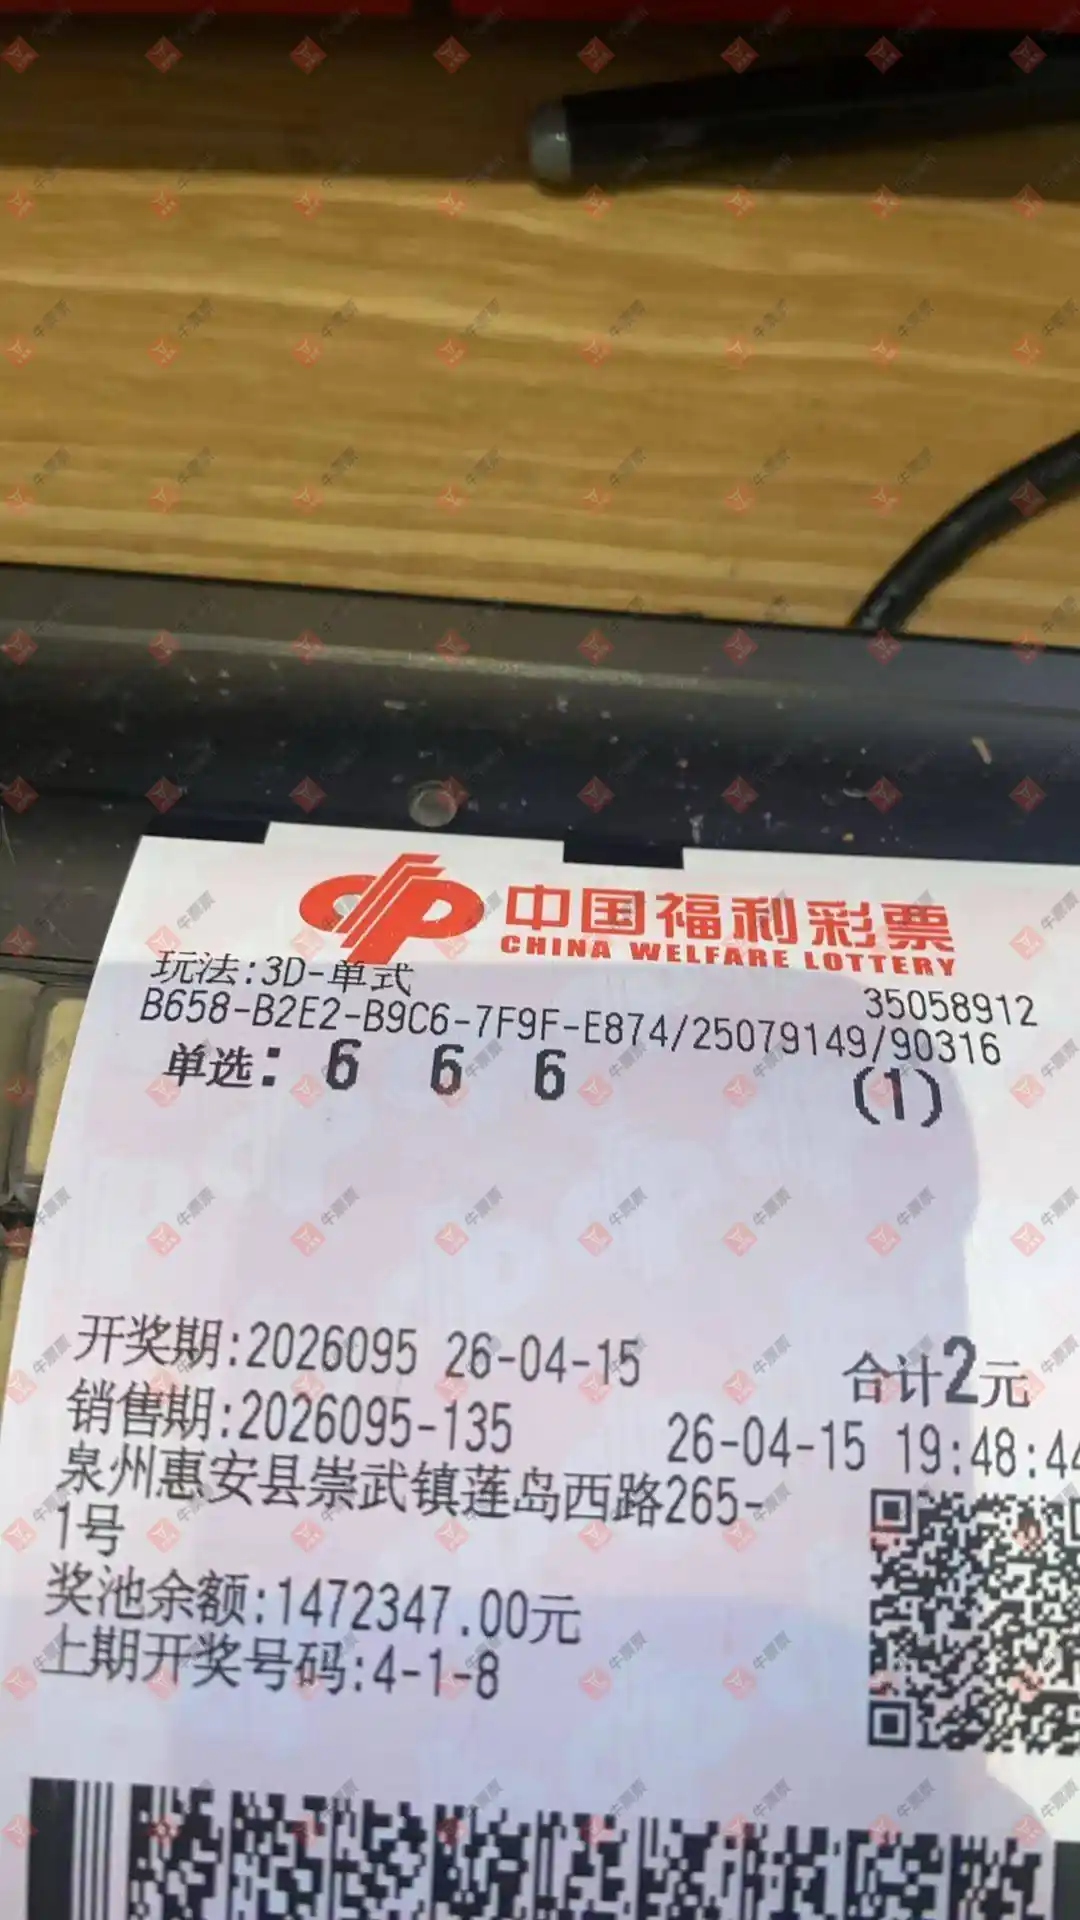 中国福利彩票
CHINA WELFARE LOTTERY
玩法:3D-单式
35058912
B658-B2E2-B9C6-7F9F-E874/25079149/90316
单选: 6 6 6 (1)
开奖期:2026095 26-04-15
合计2元
销售期:2026095-135
26-04-15 19:48:44
泉州惠安县崇武镇莲岛西路265-
1号
奖池余额:1472347.00元
上期开奖号码:4-1-8
牛票票